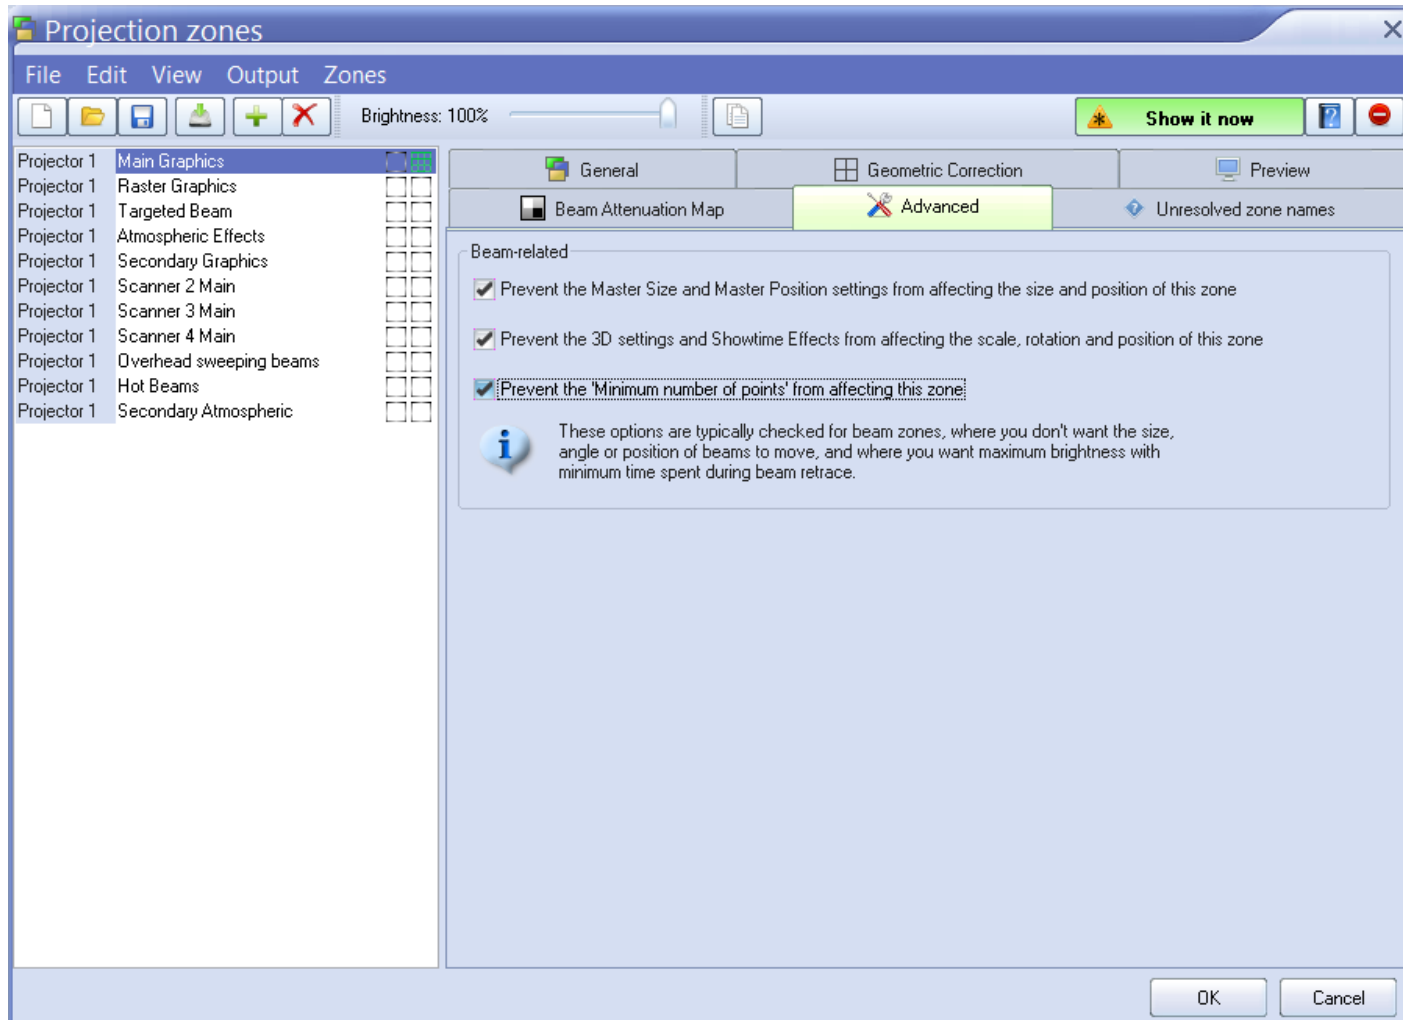 Projection zones
File Edit View Output Zones
Brightness: 100%
Show it now
Projector 1 Main Graphics
Projector 1 Raster Graphics
Projector 1 Targeted Beam
Projector 1 Atmospheric Effects
Projector 1 Secondary Graphics
Projector 1 Scanner 2 Main
Projector 1 Scanner 3 Main
Projector 1 Scanner 4 Main
Projector 1 Overhead sweeping beams
Projector 1 Hot Beams
Projector 1 Secondary Atmospheric
General Geometric Correction Preview
Beam Attenuation Map Advanced Unresolved zone names
Beam-related
Prevent the Master Size and Master Position settings from affecting the size and position of this zone
Prevent the 3D settings and Showtime Effects from affecting the scale, rotation and position of this zone
Prevent the 'Minimum number of points' from affecting this zone
These options are typically checked for beam zones, where you don't want the size,
angle or position of beams to move, and where you want maximum brightness with
minimum time spent during beam retrace.
OK Cancel